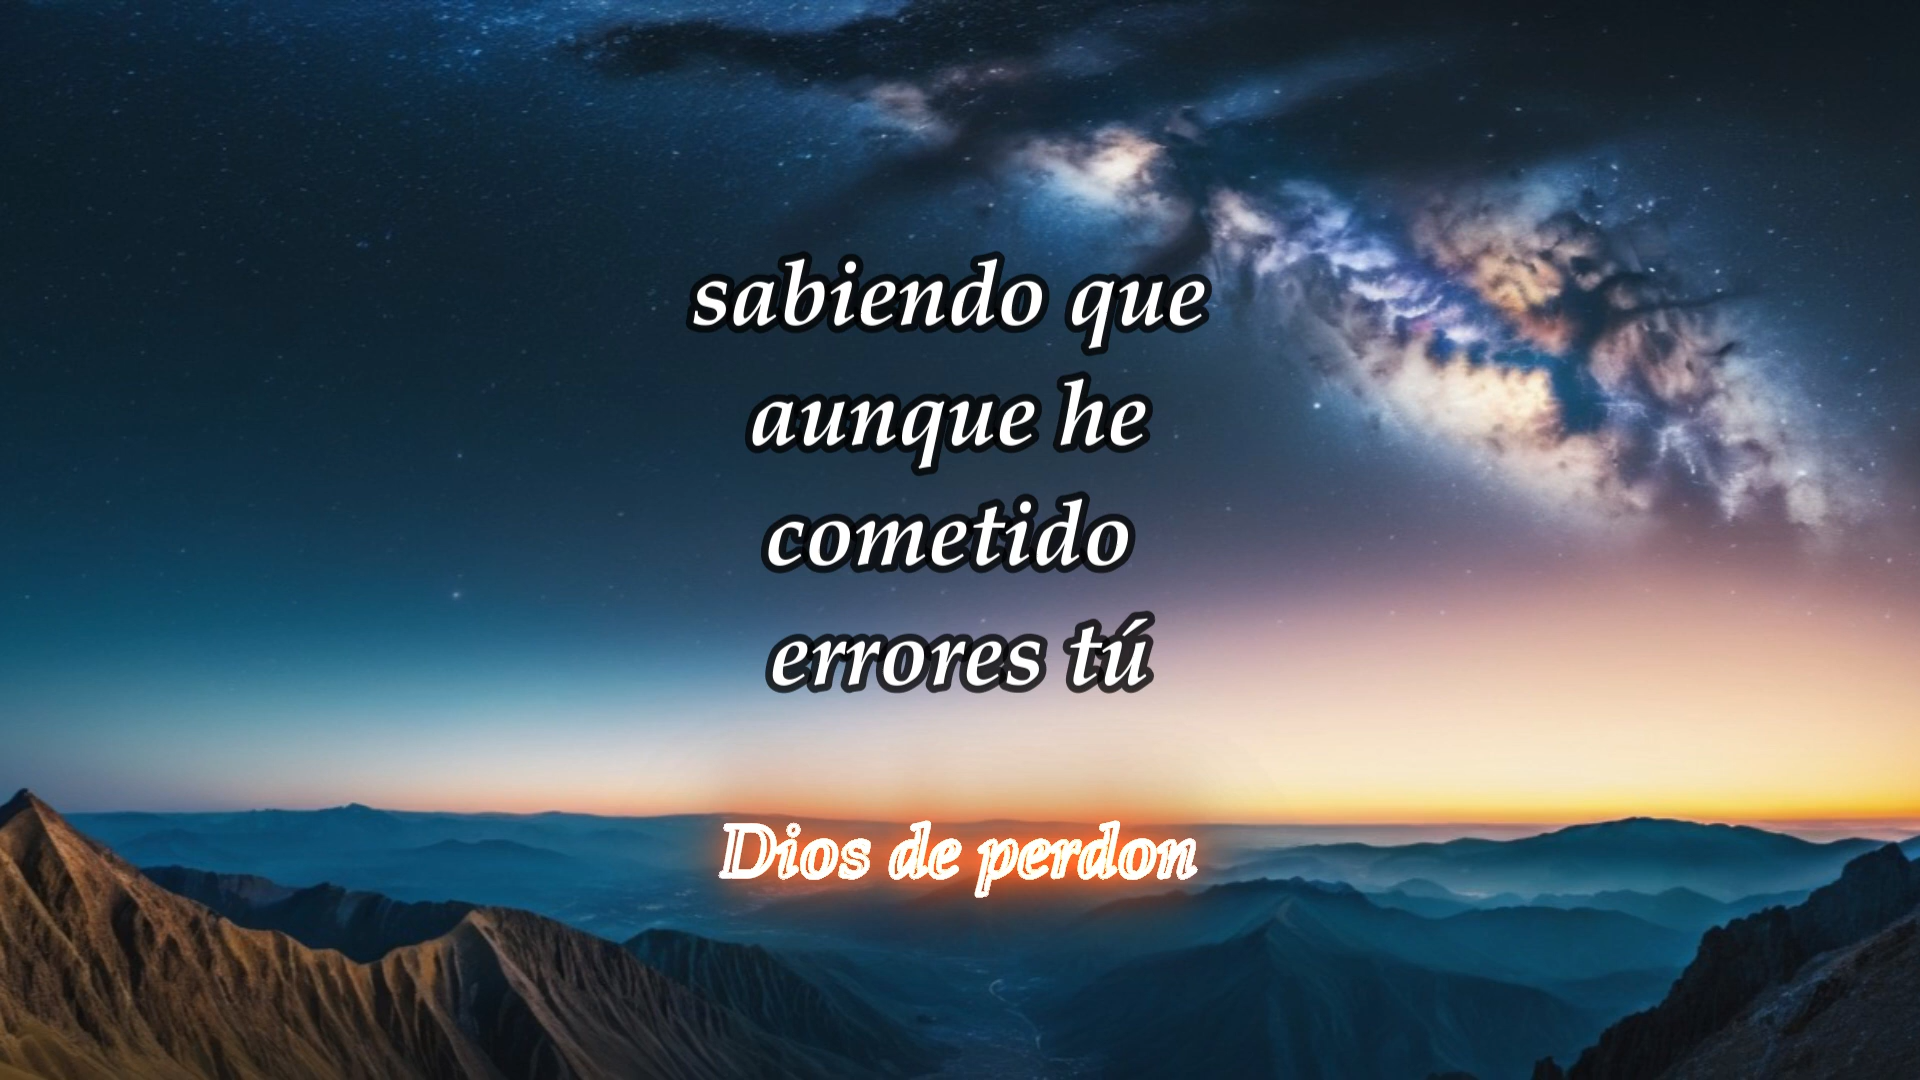 sabiendo que
aunque he
cometido
errores tú
Dios de perdon